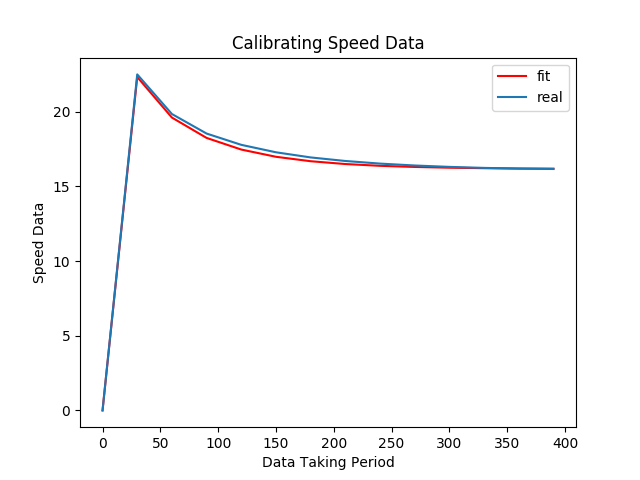 Calibrating Speed Data
fit
real
20
15
10
5
0
Speed Data
0 50 100 150 200 250 300 350 400
Data Taking Period